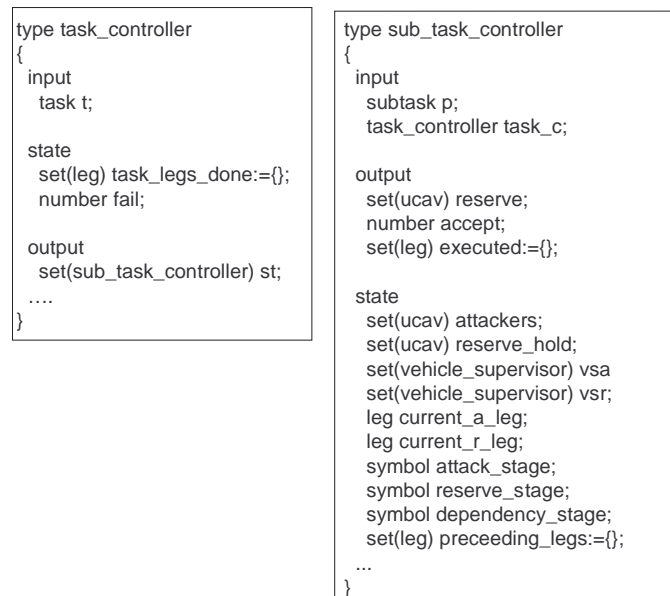 type task_controller
{
input
task t;
state
set(leg) task_legs_done:={};
number fail;
output
set(sub_task_controller) st;
….
}
type sub_task_controller
{
input
subtask p;
task_controller task_c;
output
set(ucav) reserve;
number accept;
set(leg) executed:={};
state
set(ucav) attackers;
set(ucav) reserve_hold;
set(vehicle_supervisor) vsa
set(vehicle_supervisor) vsr;
leg current_a_leg;
leg current_r_leg;
symbol attack_stage;
symbol reserve_stage;
symbol dependency_stage;
set(leg) preceeding_legs:={};
...
}